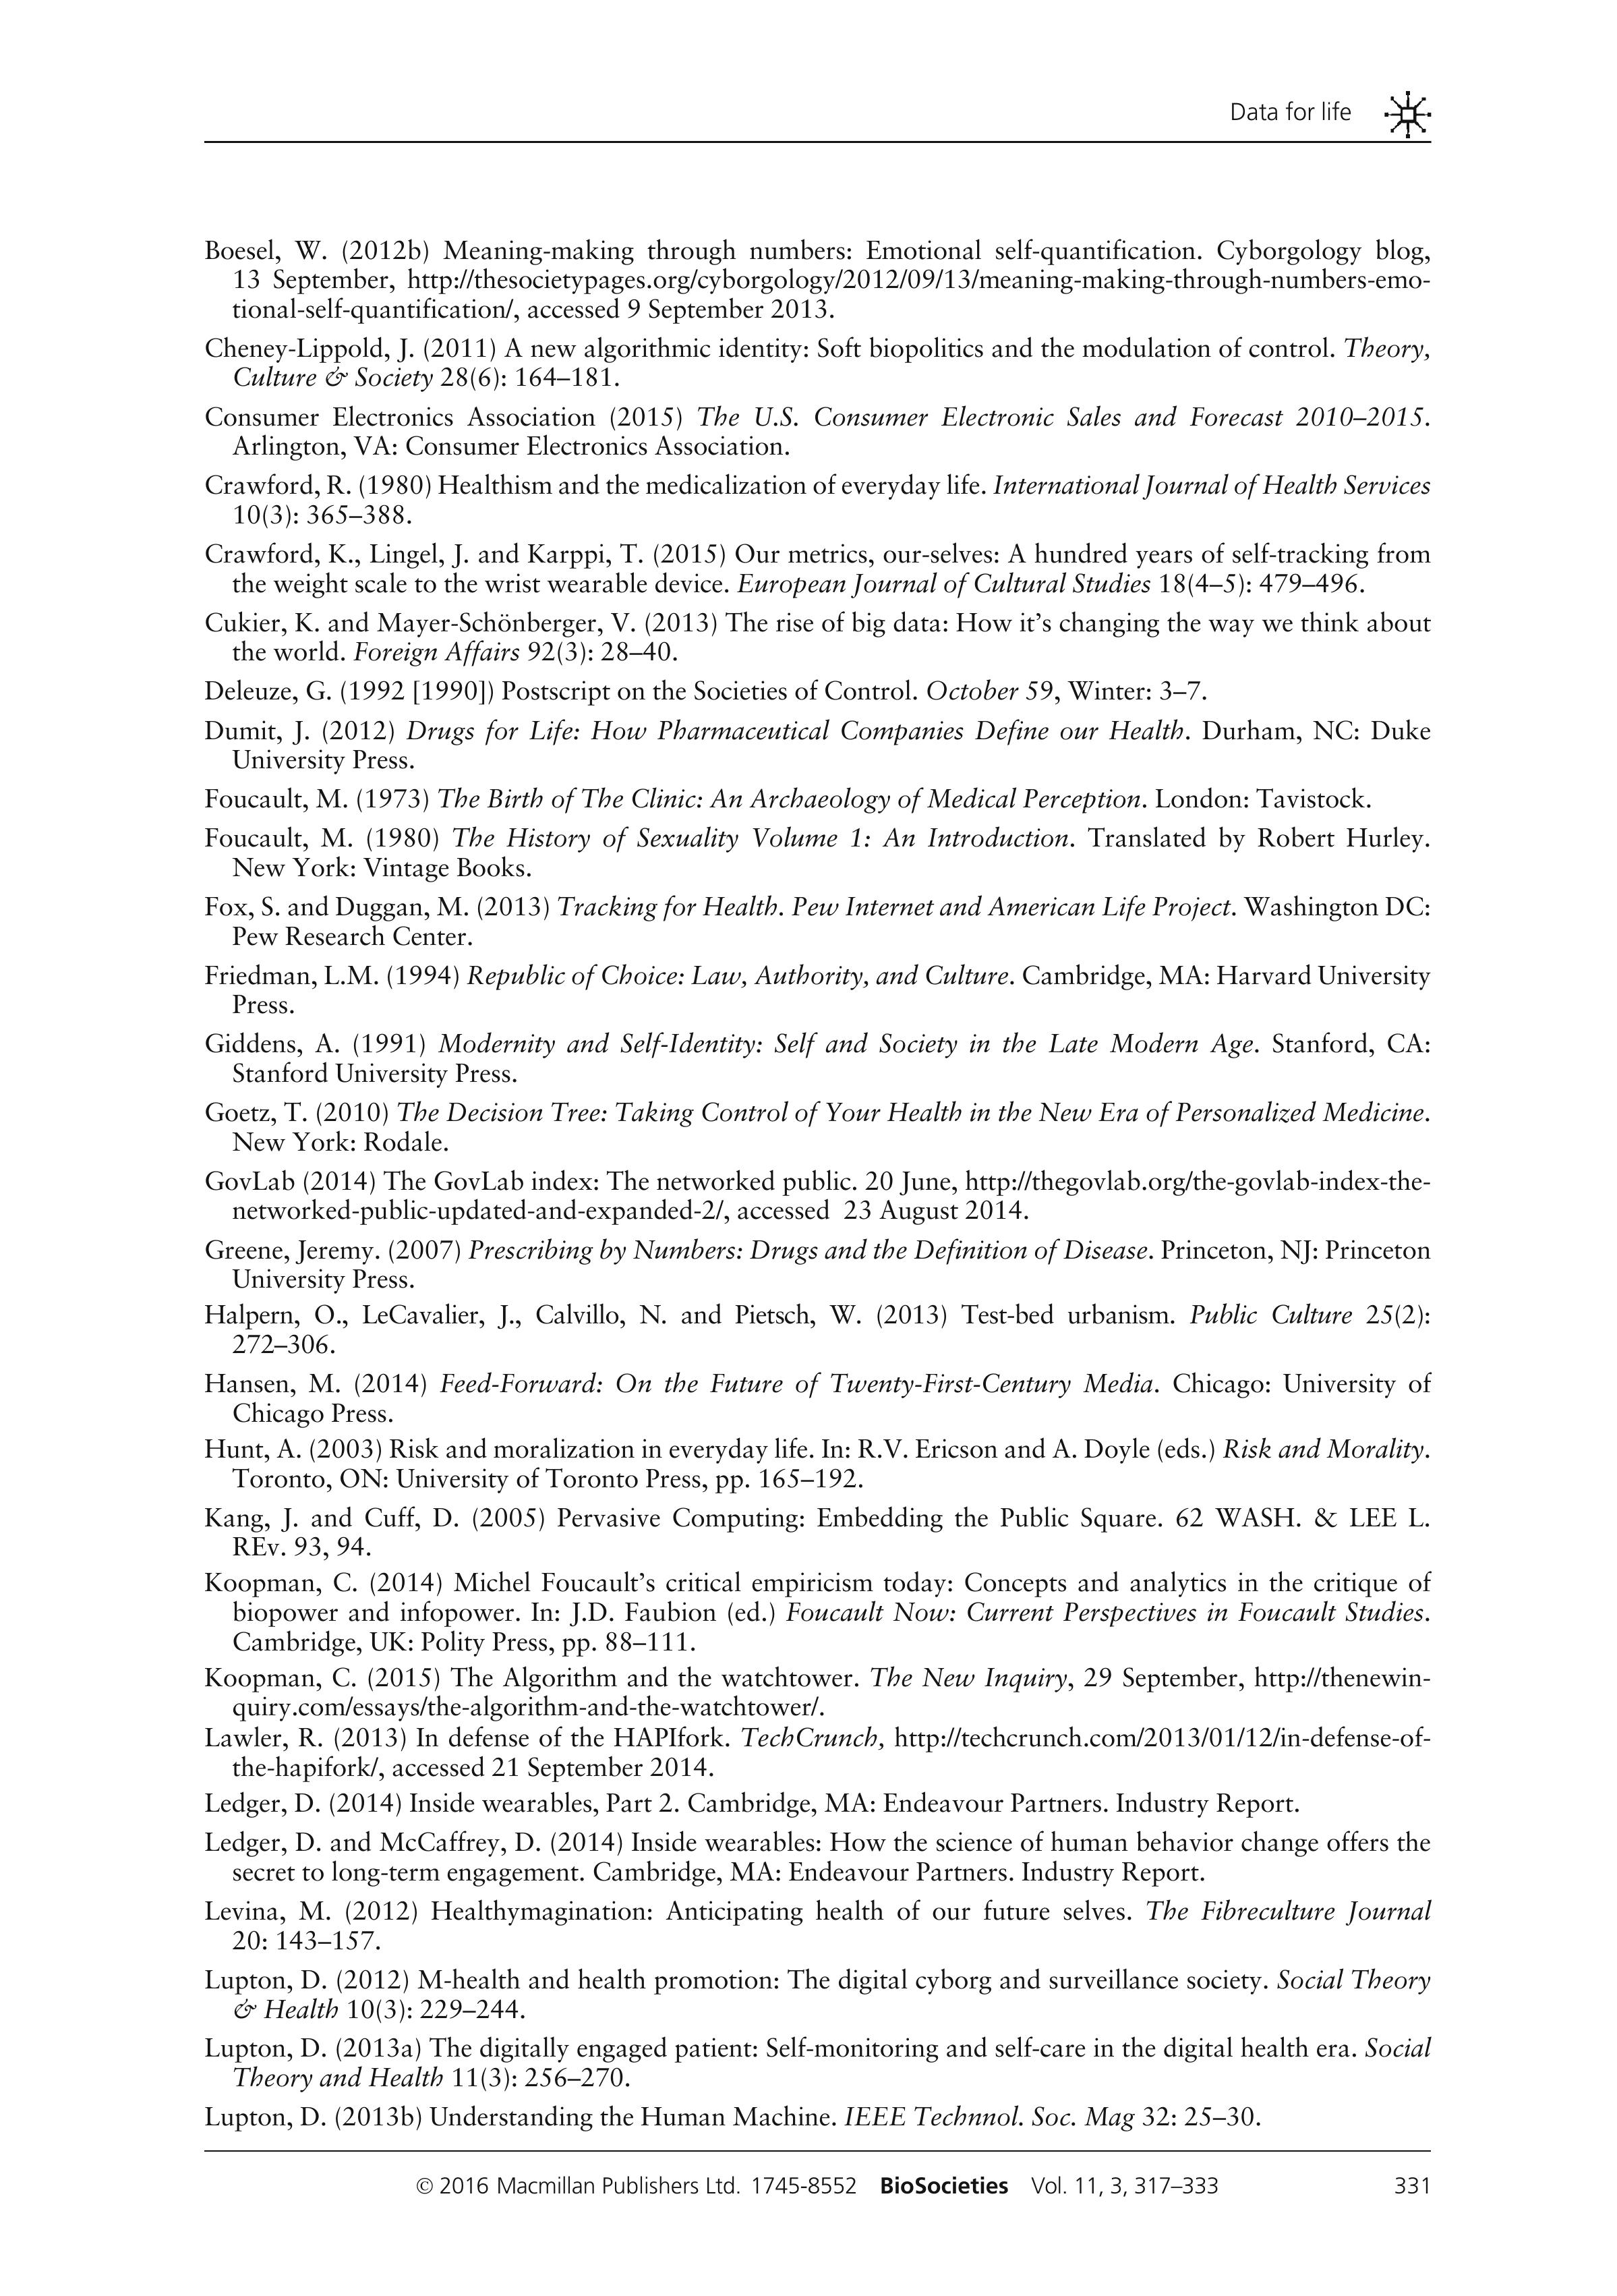 Data for life
Boesel, W. (2012b) Meaning-making through numbers: Emotional self-quantification. Cyborgology blog,
13 September, http://thesocietypages.org/cyborgology/2012/09/13/meaning-making-through-numbers-emo-
tional-self-quantification/, accessed 9 September 2013.
Cheney-Lippold, J. (2011) A new algorithmic identity: Soft biopolitics and the modulation of control. Theory,
Culture & Society 28(6): 164–181.
Consumer Electronics Association (2015) The U.S. Consumer Electronic Sales and Forecast 2010–2015.
Arlington, VA: Consumer Electronics Association.
Crawford, R. (1980) Healthism and the medicalization of everyday life. International Journal of Health Services
10(3): 365–388.
Crawford, K., Lingel, J. and Karppi, T. (2015) Our metrics, our-selves: A hundred years of self-tracking from
the weight scale to the wrist wearable device. European Journal of Cultural Studies 18(4–5): 479–496.
Cukier, K. and Mayer-Schönberger, V. (2013) The rise of big data: How it’s changing the way we think about
the world. Foreign Affairs 92(3): 28–40.
Deleuze, G. (1992 [1990]) Postscript on the Societies of Control. October 59, Winter: 3–7.
Dumit, J. (2012) Drugs for Life: How Pharmaceutical Companies Define our Health. Durham, NC: Duke
University Press.
Foucault, M. (1973) The Birth of The Clinic: An Archaeology of Medical Perception. London: Tavistock.
Foucault, M. (1980) The History of Sexuality Volume 1: An Introduction. Translated by Robert Hurley.
New York: Vintage Books.
Fox, S. and Duggan, M. (2013) Tracking for Health. Pew Internet and American Life Project. Washington DC:
Pew Research Center.
Friedman, L.M. (1994) Republic of Choice: Law, Authority, and Culture. Cambridge, MA: Harvard University
Press.
Giddens, A. (1991) Modernity and Self-Identity: Self and Society in the Late Modern Age. Stanford, CA:
Stanford University Press.
Goetz, T. (2010) The Decision Tree: Taking Control of Your Health in the New Era of Personalized Medicine.
New York: Rodale.
GovLab (2014) The GovLab index: The networked public. 20 June, http://thegovlab.org/the-govlab-index-the-
networked-public-updated-and-expanded-2/, accessed 23 August 2014.
Greene, Jeremy. (2007) Prescribing by Numbers: Drugs and the Definition of Disease. Princeton, NJ: Princeton
University Press.
Halpern, O., LeCavalier, J., Calvillo, N. and Pietsch, W. (2013) Test-bed urbanism. Public Culture 25(2):
272–306.
Hansen, M. (2014) Feed-Forward: On the Future of Twenty-First-Century Media. Chicago: University of
Chicago Press.
Hunt, A. (2003) Risk and moralization in everyday life. In: R.V. Ericson and A. Doyle (eds.) Risk and Morality.
Toronto, ON: University of Toronto Press, pp. 165–192.
Kang, J. and Cuff, D. (2005) Pervasive Computing: Embedding the Public Square. 62 WASH. & LEE L.
REv. 93, 94.
Koopman, C. (2014) Michel Foucault’s critical empiricism today: Concepts and analytics in the critique of
biopower and infopower. In: J.D. Faubion (ed.) Foucault Now: Current Perspectives in Foucault Studies.
Cambridge, UK: Polity Press, pp. 88–111.
Koopman, C. (2015) The Algorithm and the watchtower. The New Inquiry, 29 September, http://thenewin-
quiry.com/essays/the-algorithm-and-the-watchtower/.
Lawler, R. (2013) In defense of the HAPIfork. TechCrunch, http://techcrunch.com/2013/01/12/in-defense-of-
the-hapifork/, accessed 21 September 2014.
Ledger, D. (2014) Inside wearables, Part 2. Cambridge, MA: Endeavour Partners. Industry Report.
Ledger, D. and McCaffrey, D. (2014) Inside wearables: How the science of human behavior change offers the
secret to long-term engagement. Cambridge, MA: Endeavour Partners. Industry Report.
Levina, M. (2012) Healthymagination: Anticipating health of our future selves. The Fibreculture Journal
20: 143–157.
Lupton, D. (2012) M-health and health promotion: The digital cyborg and surveillance society. Social Theory
& Health 10(3): 229–244.
Lupton, D. (2013a) The digitally engaged patient: Self-monitoring and self-care in the digital health era. Social
Theory and Health 11(3): 256–270.
Lupton, D. (2013b) Understanding the Human Machine. IEEE Technnol. Soc. Mag 32: 25–30.
© 2016 Macmillan Publishers Ltd. 1745-8552 BioSocieties Vol. 11, 3, 317–333 331